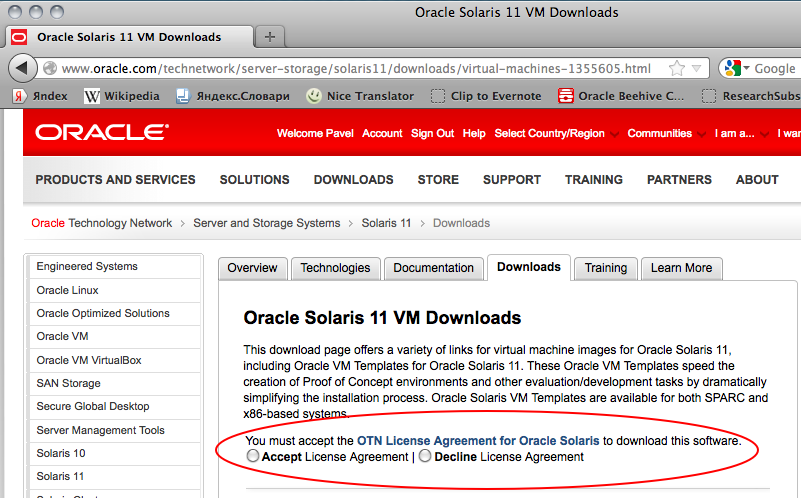 Oracle Solaris 11 VM Downloads
Oracle Solaris 11 VM Downloads
www.oracle.com/technetwork/server-storage/solaris11/downloads/virtual-machines-1355605.html
Google
Яndex Wikipedia Яндекс.Словари Nice Translator Clip to Evernote Oracle Beehive C... ResearchSubs
ORACLE
Welcome Pavel Account Sign Out Help Select Country/Region Communities I am a... I wan
PRODUCTS AND SERVICES SOLUTIONS DOWNLOADS STORE SUPPORT TRAINING PARTNERS ABOUT
Oracle Technology Network > Server and Storage Systems > Solaris 11 > Downloads
Engineered Systems
Oracle Linux
Oracle Optimized Solutions
Oracle VM
Oracle VM VirtualBox
SAN Storage
Secure Global Desktop
Server Management Tools
Solaris 10
Solaris 11
Overview Technologies Documentation Downloads Training Learn More
Oracle Solaris 11 VM Downloads
This download page offers a variety of links for virtual machine images for Oracle Solaris 11,
including Oracle VM Templates for Oracle Solaris 11. These Oracle VM Templates speed the
creation of Proof of Concept environments and other evaluation/development tasks by dramatically
simplifying the installation process. Oracle Solaris VM Templates are available for both SPARC and
x86-based systems.
You must accept the OTN License Agreement for Oracle Solaris to download this software.
Accept License Agreement | Decline License Agreement